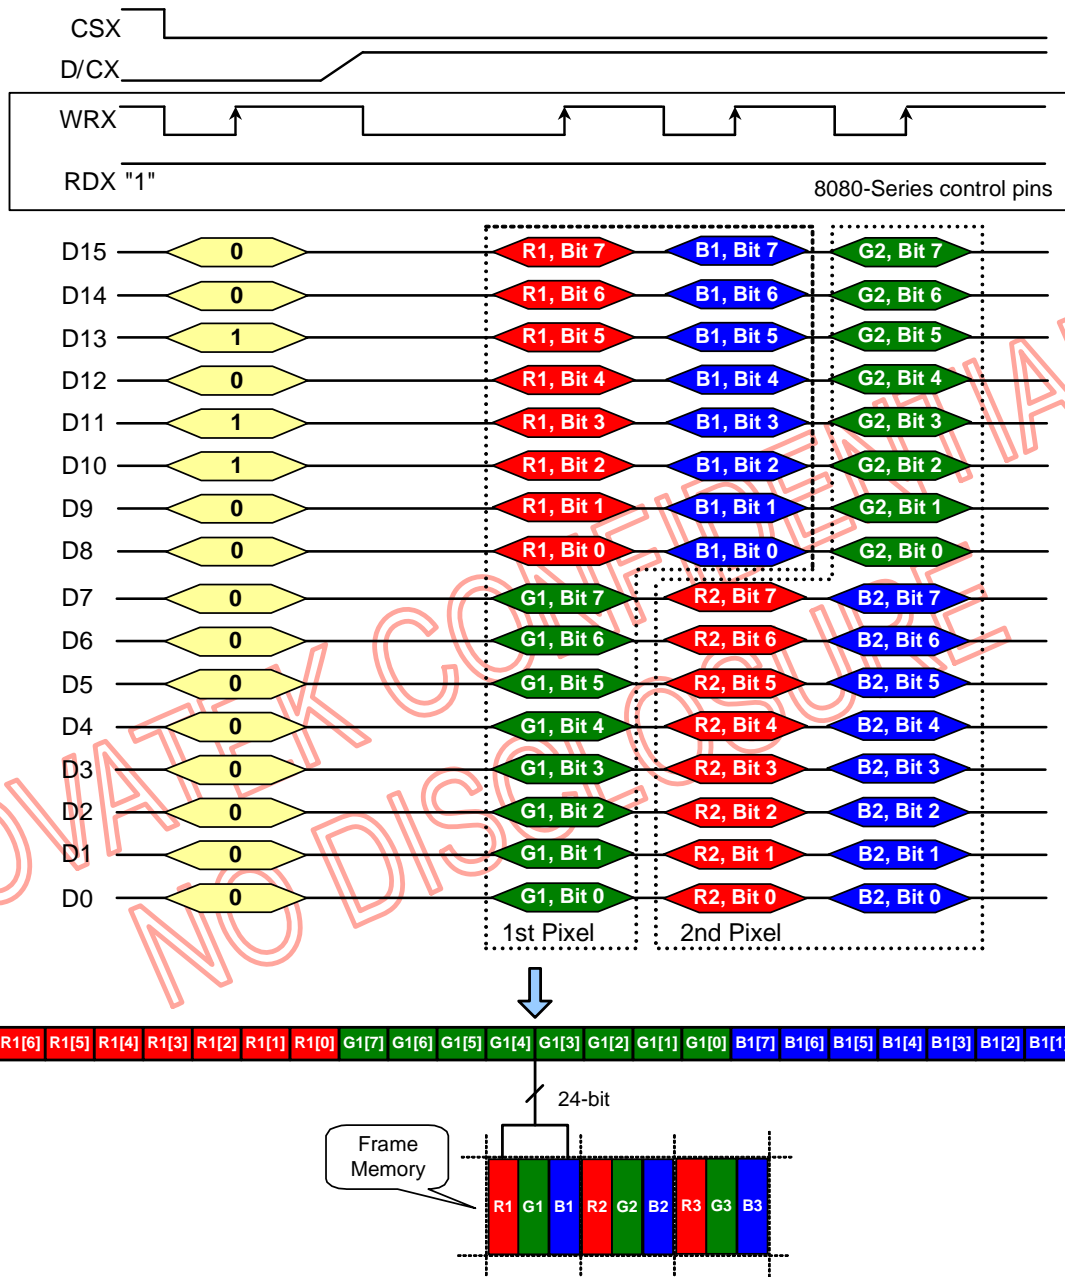 CSX
D/CX
WRX
RDX "1"
8080-Series control pins
D15 0 R1, Bit 7 B1, Bit 7 G2, Bit 7
D14 0 R1, Bit 6 B1, Bit 6 G2, Bit 6
D13 1 R1, Bit 5 B1, Bit 5 G2, Bit 5
D12 0 R1, Bit 4 B1, Bit 4 G2, Bit 4
D11 1 R1, Bit 3 B1, Bit 3 G2, Bit 3
D10 1 R1, Bit 2 B1, Bit 2 G2, Bit 2
D9 0 R1, Bit 1 B1, Bit 1 G2, Bit 1
D8 0 R1, Bit 0 B1, Bit 0 G2, Bit 0
D7 0 G1, Bit 7 R2, Bit 7 B2, Bit 7
D6 0 G1, Bit 6 R2, Bit 6 B2, Bit 6
D5 0 G1, Bit 5 R2, Bit 5 B2, Bit 5
D4 0 G1, Bit 4 R2, Bit 4 B2, Bit 4
D3 0 G1, Bit 3 R2, Bit 3 B2, Bit 3
D2 0 G1, Bit 2 R2, Bit 2 B2, Bit 2
D1 0 G1, Bit 1 R2, Bit 1 B2, Bit 1
D0 0 G1, Bit 0 R2, Bit 0 B2, Bit 0
1st Pixel 2nd Pixel
OVATEK CONFIDENTIA
NO DISCLOSURE
R1[6] R1[5] R1[4] R1[3] R1[2] R1[1] R1[0] G1[7] G1[6] G1[5] G1[4] G1[3] G1[2] G1[1] G1[0] B1[7] B1[6] B1[5] B1[4] B1[3] B1[2] B1[1
24-bit
Frame
Memory
R1 G1 B1 R2 G2 B2 R3 G3 B3